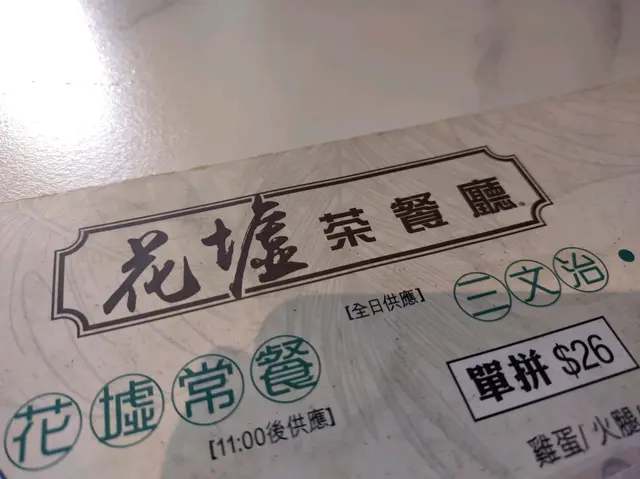 花墟茶餐廳
[全日供應]
三文治
花墟常餐
[11:00後供應]
單拼 $26
雞蛋/火腿